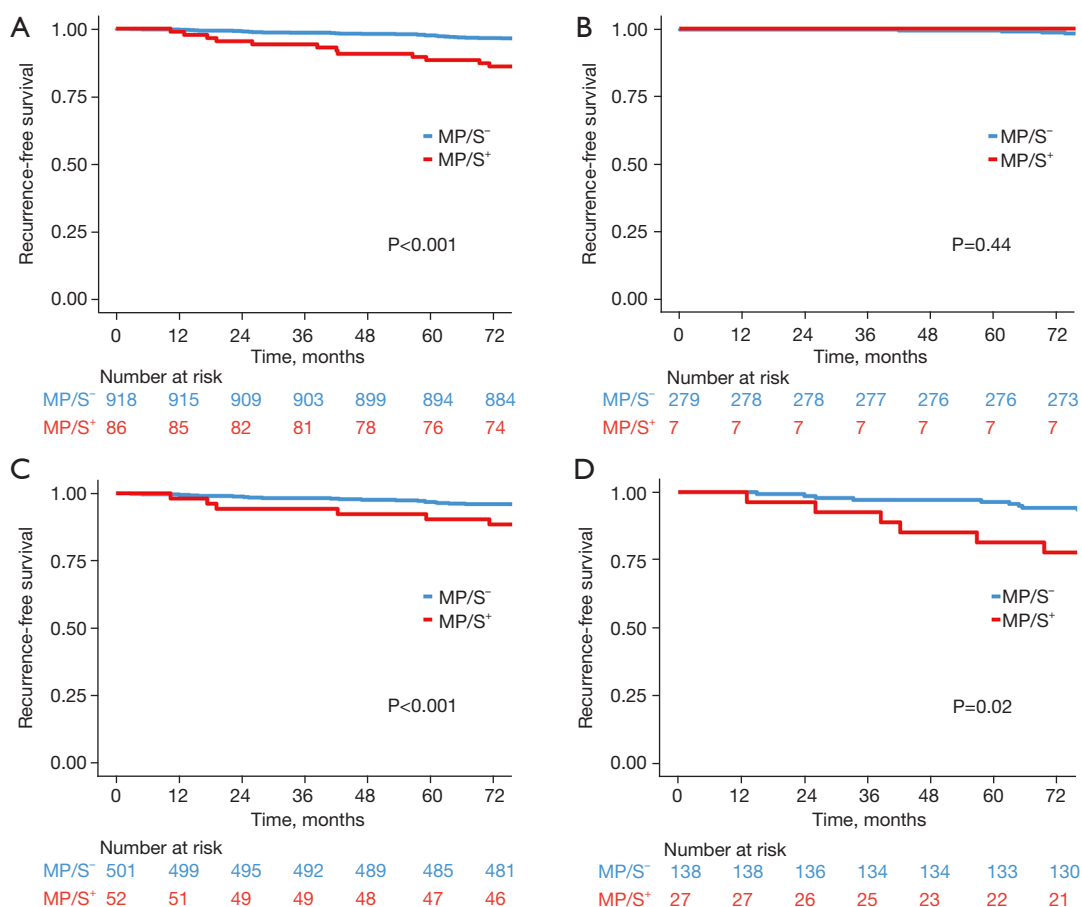 A
Recurrence-free survival
1.00
0.75
0.50
0.25
0.00
MP/S⁻
MP/S⁺
P<0.001
0 12 24 36 48 60 72
Time, months
Number at risk
MP/S⁻ 918 915 909 903 899 894 884
MP/S⁺ 86 85 82 81 78 76 74
B
Recurrence-free survival
1.00
0.75
0.50
0.25
0.00
MP/S⁻
MP/S⁺
P=0.44
0 12 24 36 48 60 72
Time, months
Number at risk
MP/S⁻ 279 278 278 277 276 276 273
MP/S⁺ 7 7 7 7 7 7 7
C
Recurrence-free survival
1.00
0.75
0.50
0.25
0.00
MP/S⁻
MP/S⁺
P<0.001
0 12 24 36 48 60 72
Time, months
Number at risk
MP/S⁻ 501 499 495 492 489 485 481
MP/S⁺ 52 51 49 49 48 47 46
D
Recurrence-free survival
1.00
0.75
0.50
0.25
0.00
MP/S⁻
MP/S⁺
P=0.02
0 12 24 36 48 60 72
Time, months
Number at risk
MP/S⁻ 138 138 136 134 134 133 130
MP/S⁺ 27 27 26 25 23 22 21